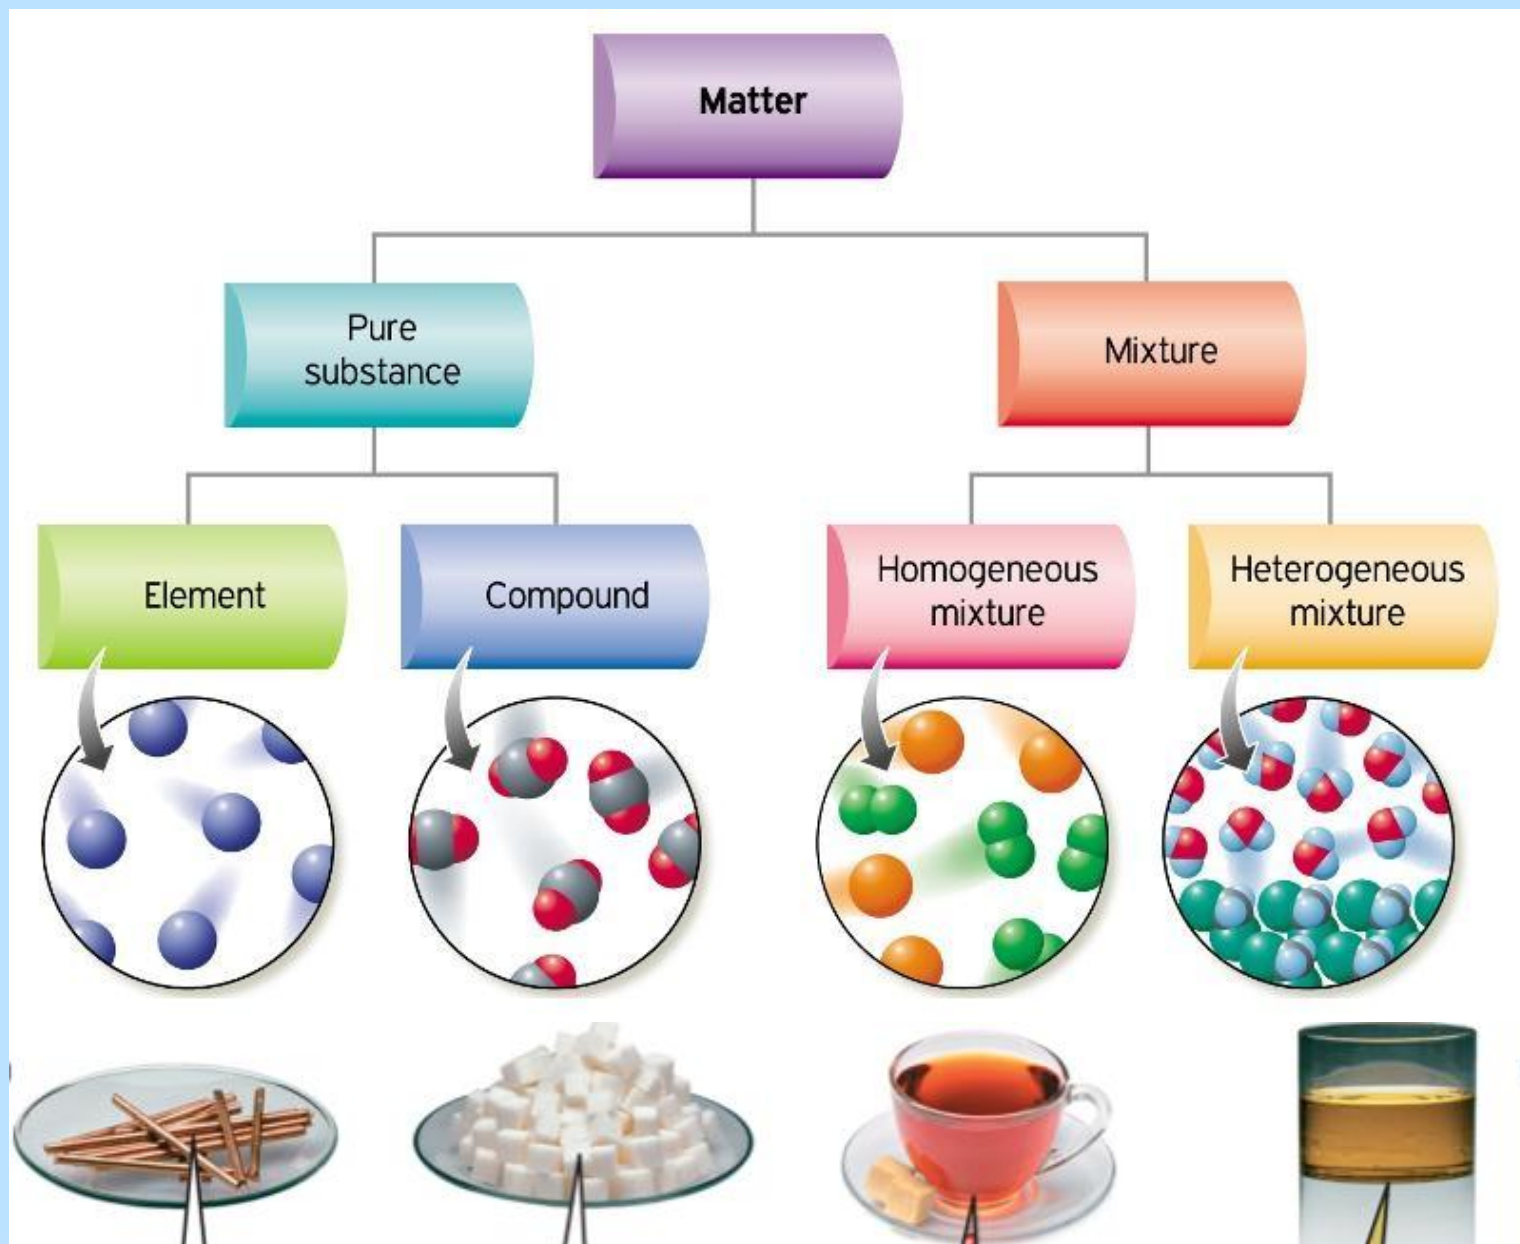 Matter
Pure
substance
Mixture
Element
Compound
Homogeneous
mixture
Heterogeneous
mixture